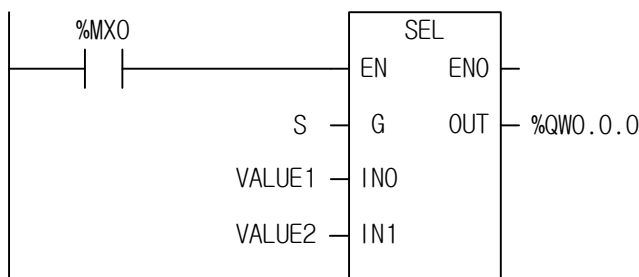 %MX0
SEL
EN ENO
S G OUT %QW0.0.0
VALUE1 IN0
VALUE2 IN1